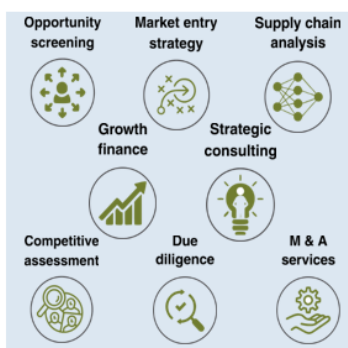 Opportunity
screening
Market entry
strategy
Supply chain
analysis
Growth
finance
Strategic
consulting
Competitive
assessment
Due
diligence
M & A
services